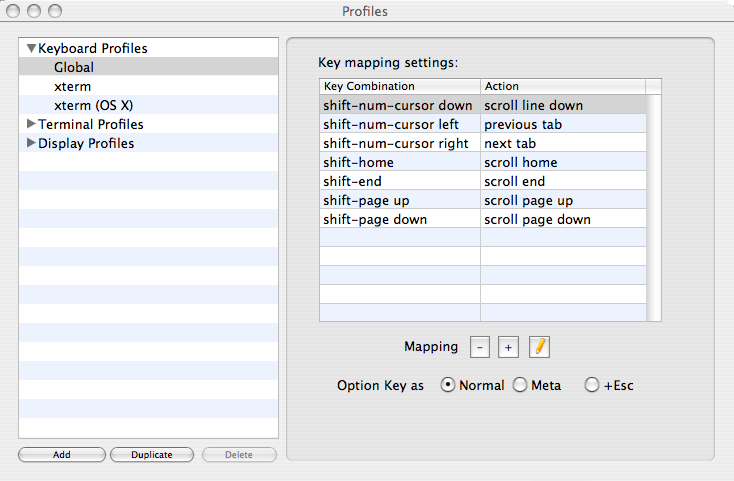 Profiles
Keyboard Profiles
Global
xterm
xterm (OS X)
Terminal Profiles
Display Profiles
Add
Duplicate
Delete
Key mapping settings:
Key Combination Action
shift-num-cursor down scroll line down
shift-num-cursor left previous tab
shift-num-cursor right next tab
shift-home scroll home
shift-end scroll end
shift-page up scroll page up
shift-page down scroll page down
Mapping - +
Option Key as Normal Meta +Esc